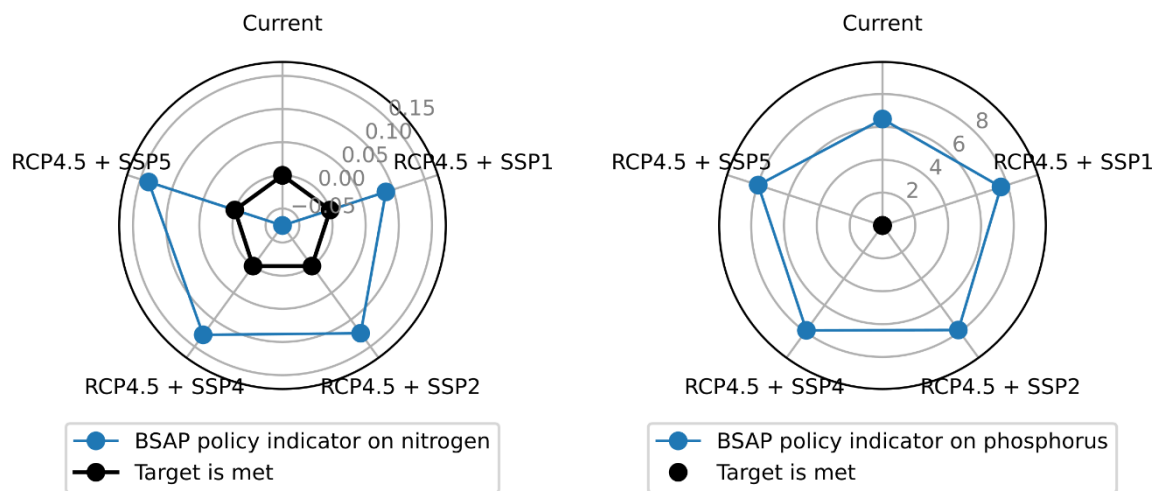 Current
0.15
0.10
0.05
0.00
−0.05
RCP4.5 + SSP5
RCP4.5 + SSP1
RCP4.5 + SSP4
RCP4.5 + SSP2
BSAP policy indicator on nitrogen
Target is met
Current
8
6
4
2
RCP4.5 + SSP5
RCP4.5 + SSP1
RCP4.5 + SSP4
RCP4.5 + SSP2
BSAP policy indicator on phosphorus
Target is met